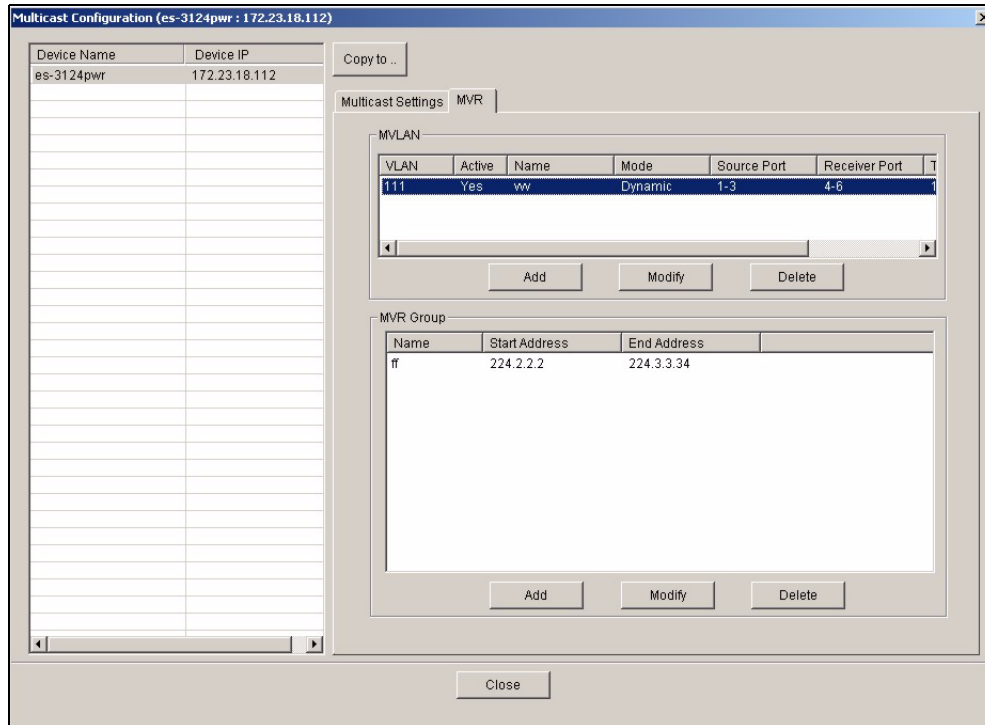 Multicast Configuration (es-3124pwr : 172.23.18.112)
Device Name Device IP
es-3124pwr 172.23.18.112
Copy to ..
Multicast Settings MVR
MVLAN
VLAN Active Name Mode Source Port Receiver Port T
111 Yes vvv Dynamic 1-3 4-6 1
Add Modify Delete
MVR Group
Name Start Address End Address
ff 224.2.2.2 224.3.3.34
Add Modify Delete
Close